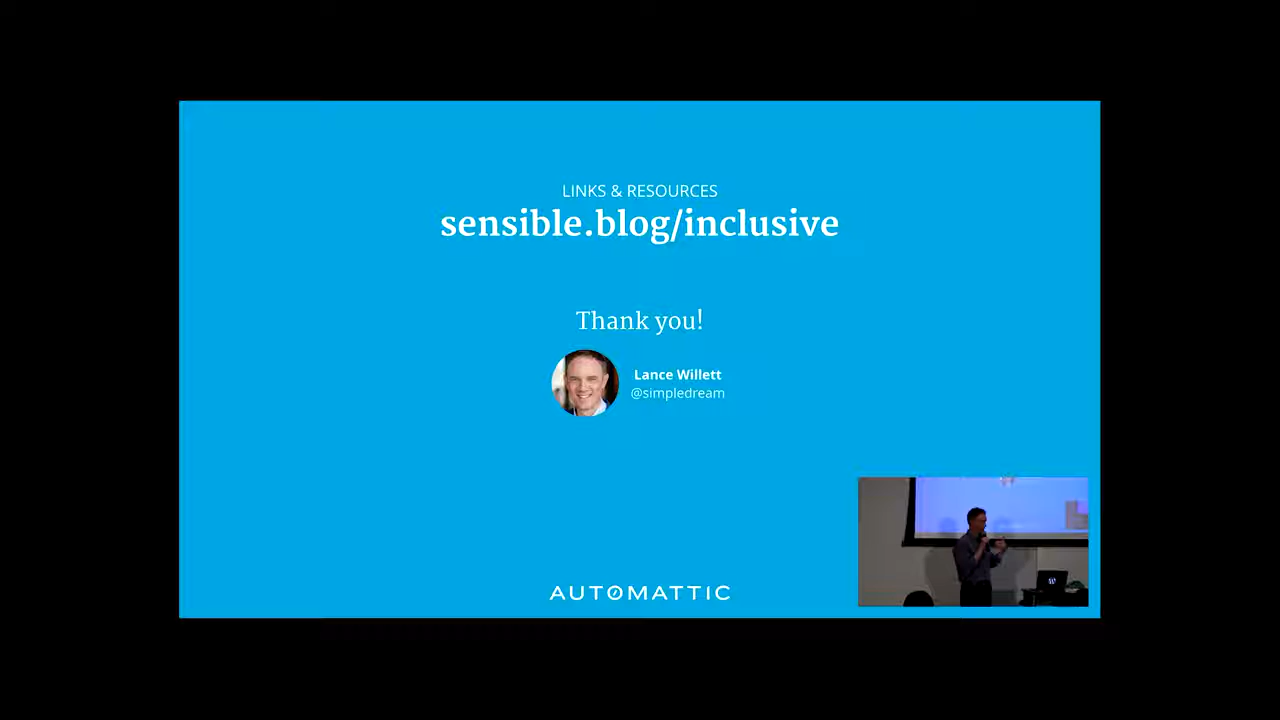 LINKS & RESOURCES
sensible.blog/inclusive
Thank you!
Lance Willett
@simpledream
AUTOMATTIC